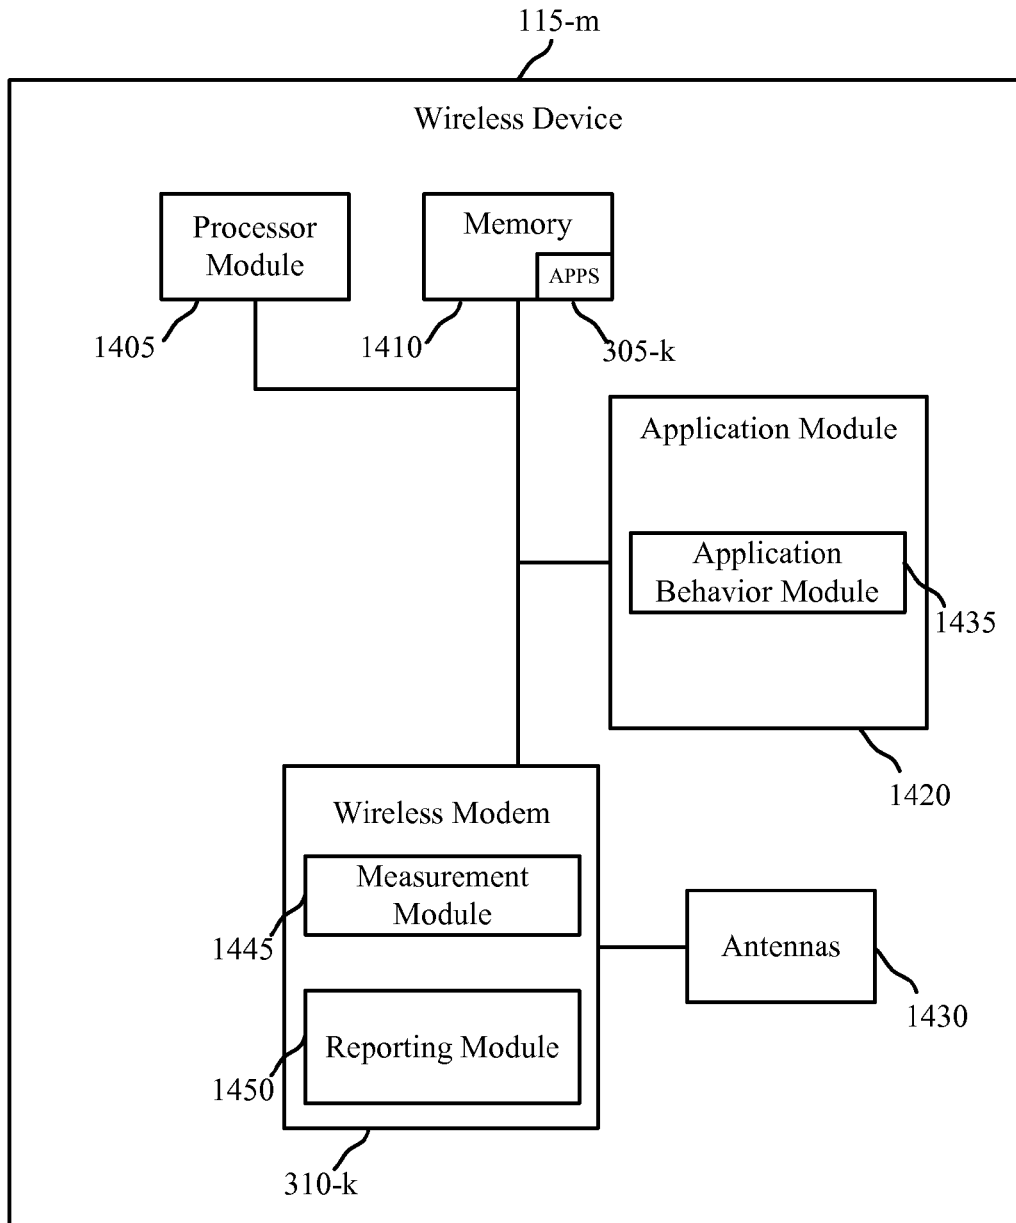 115-m
Wireless Device
Processor
Module
Memory
APPS
1405
1410
305-k
Application Module
Application
Behavior Module
1435
1420
Wireless Modem
Measurement
Module
1445
Antennas
1430
Reporting Module
1450
310-k